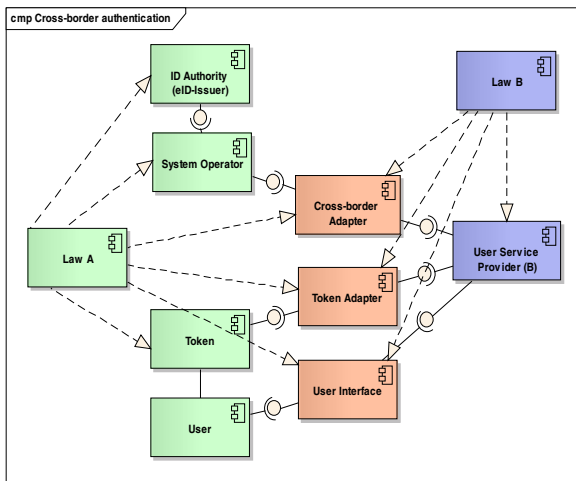 cmp Cross-border authentication
ID Authority
(eID-Issuer)
Law B
System Operator
Cross-border
Adapter
User Service
Provider (B)
Law A
Token Adapter
Token
User Interface
User